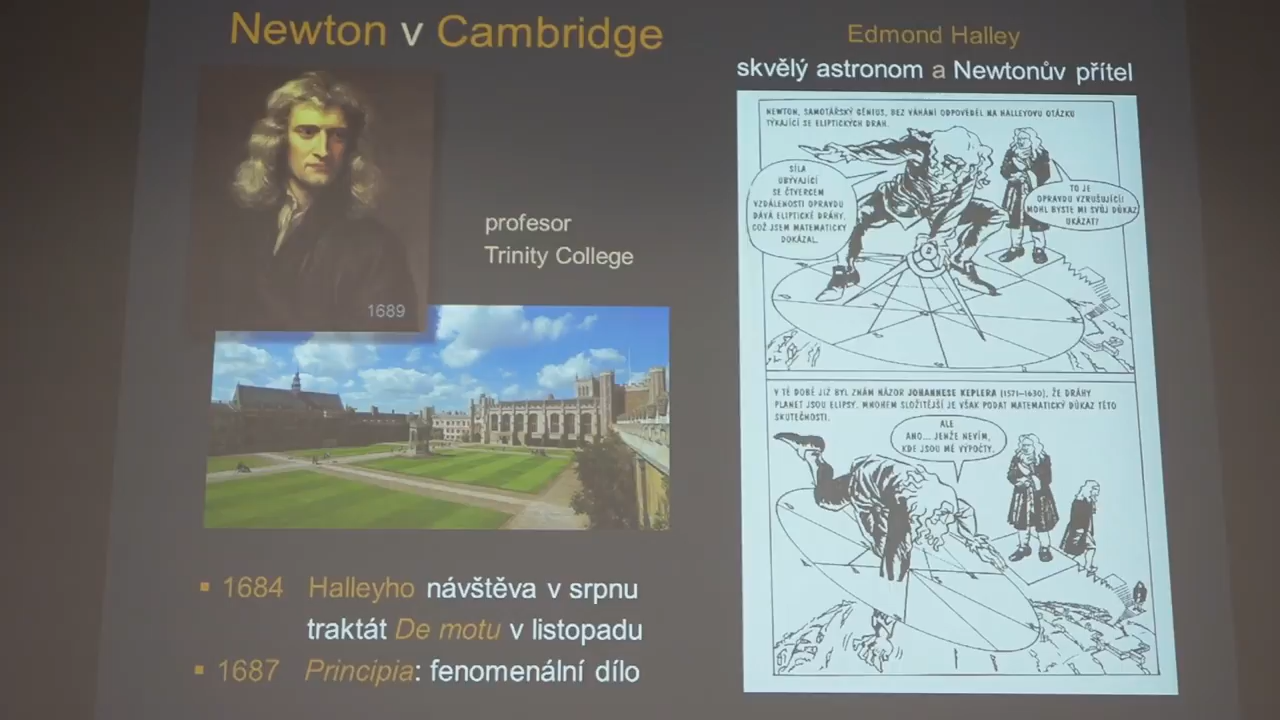 Newton v Cambridge
1689
profesor
Trinity College
▪ 1684 Halleyho návštěva v srpnu
traktát De motu v listopadu
▪ 1687 Principia: fenomenální dílo
Edmond Halley
skvělý astronom a Newtonův přítel
NEWTON, SAMOTÁŘSKÝ GÉNIUS, BEZ VÁHÁNÍ ODPOVĚDĚL NA HALLEYOVU OTÁZKU
TÝKAJÍCÍ SE ELIPTICKÝCH DRAH.
SÍLA
UBÝVAJÍCÍ
SE ČTVERCEM
VZDÁLENOSTI OPRAVDU
DÁVÁ ELIPTICKÉ DRÁHY,
COŽ JSEM MATEMATICKY
DOKÁZAL.
TO JE
OPRAVDU VZRUŠUJÍCÍ!
MOHL BYSTE MI SVŮJ DŮKAZ
UKÁZAT?
V TÉ DOBĚ JIŽ BYL ZNÁM NÁZOR JOHANNESE KEPLERA (1571–1630), ŽE DRÁHY
PLANET JSOU ELIPSY. MNOHEM SLOŽITĚJŠÍ JE VŠAK PODAT MATEMATICKÝ DŮKAZ TÉTO
SKUTEČNOSTI.
ALE
ANO... JENŽE NEVÍM,
KDE JSOU MÉ VÝPOČTY.